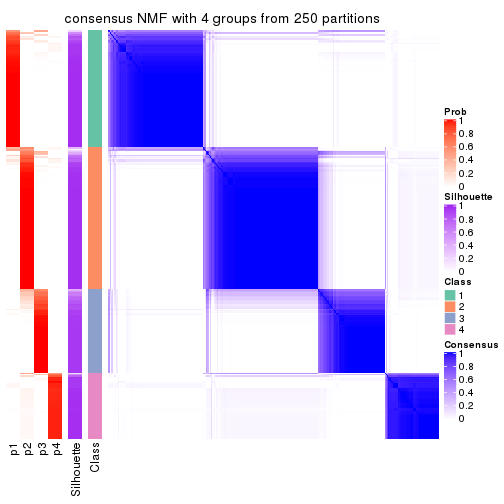 consensus NMF with 4 groups from 250 partitions
Prob
1
0.8
0.6
0.4
0.2
0
Silhouette
1
0.8
0.6
0.4
0.2
0
Class
1
2
3
4
Consensus
1
0.8
0.6
0.4
0.2
0
p1
p2
p3
p4
Silhouette
Class